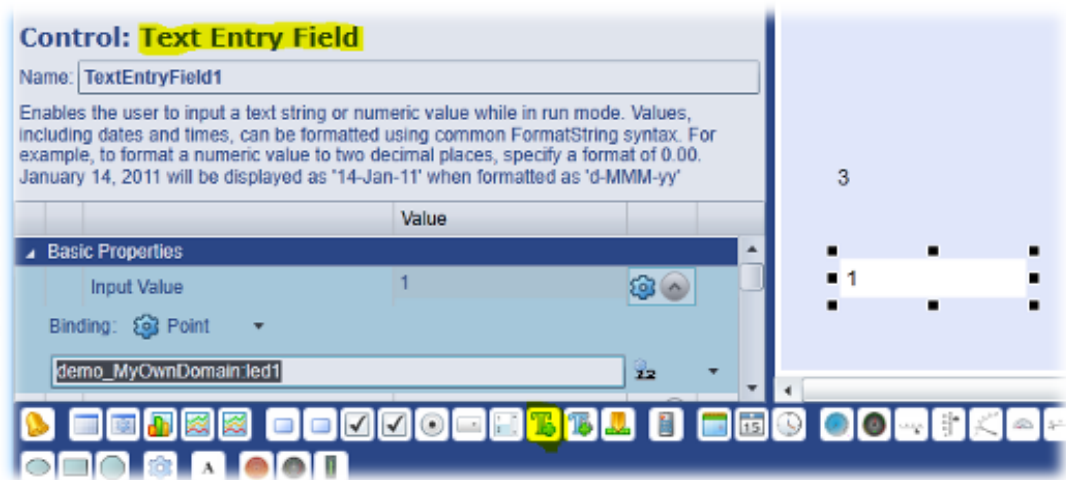 Control: Text Entry Field
Name: TextEntryField1
Enables the user to input a text string or numeric value while in run mode. Values,
including dates and times, can be formatted using common FormatString syntax. For
example, to format a numeric value to two decimal places, specify a format of 0.00.
January 14, 2011 will be displayed as '14-Jan-11' when formatted as 'd-MMM-yy'
Value
Basic Properties
Input Value 1
Binding: Point
demo_MyOwnDomain:led1
3
1
15
A